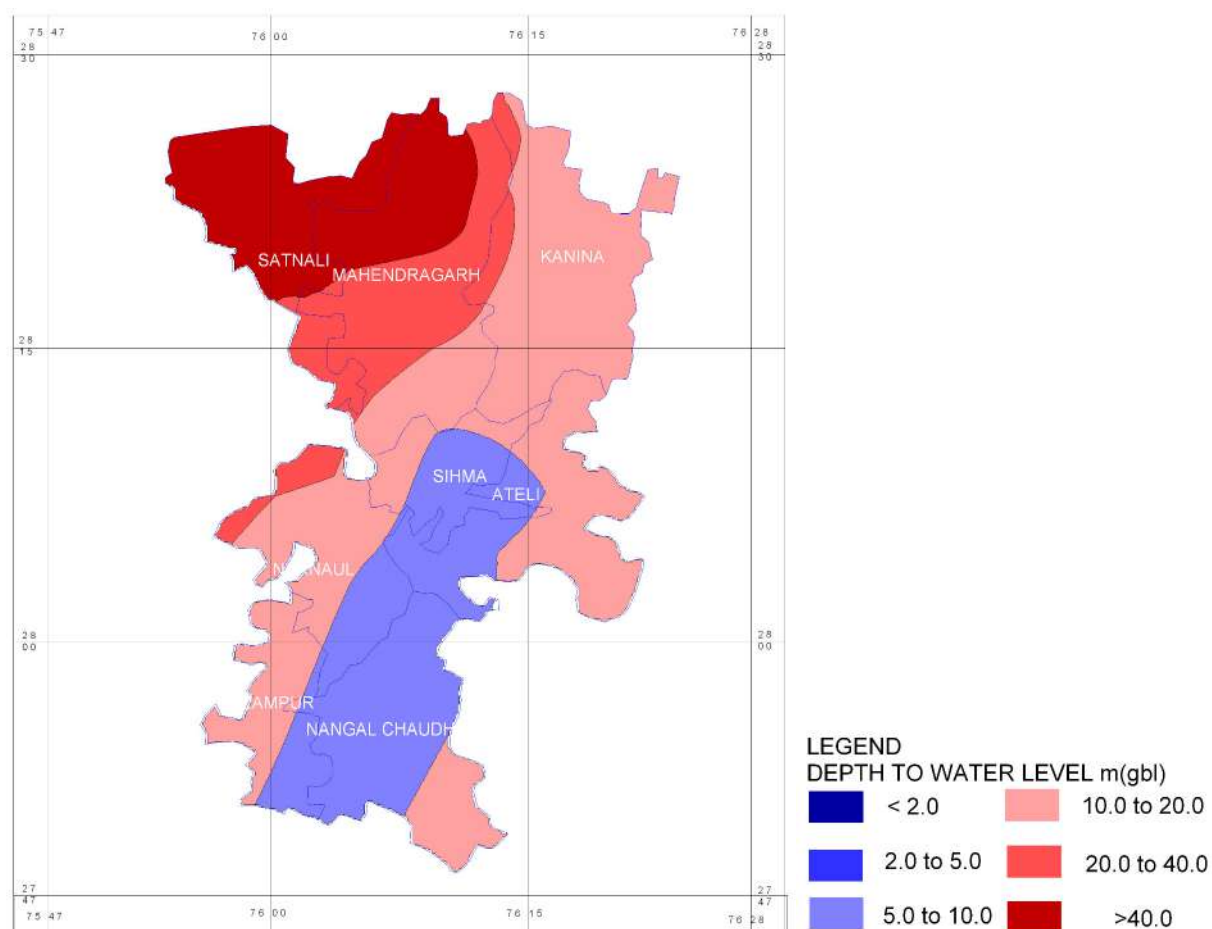 75 47 76 00 76 15 76 28
28 30 28 30
SATNALI KANINA
MAHENDRAGARH
28 15 28 15
SIHMA
ATELI
28 00 28 00
AMPUR
NANGAL CHAUDH
27 47 27 47
75 47 76 00 76 15 76 28
LEGEND
DEPTH TO WATER LEVEL m(gbl)
< 2.0 10.0 to 20.0
2.0 to 5.0 20.0 to 40.0
5.0 to 10.0 >40.0